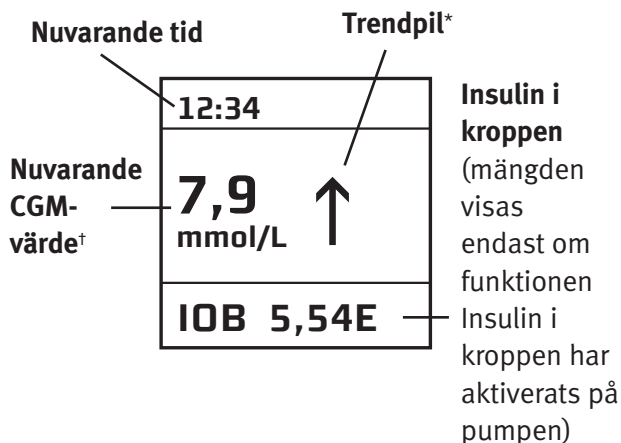 Nuvarande tid
Trendpil*
12:34
Nuvarande
CGM-
värde†
7,9
mmol/L
IOB 5,54E
Insulin i
kroppen
(mängden
visas
endast om
funktionen
Insulin i
kroppen har
aktiverats på
pumpen)